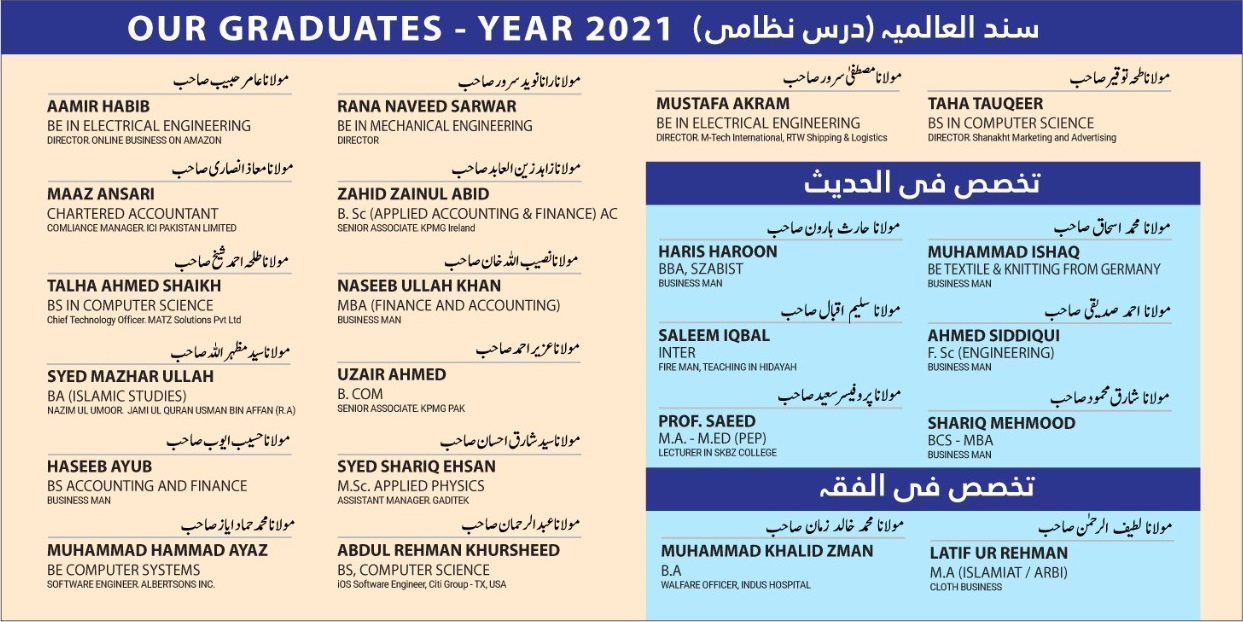 OUR GRADUATES - YEAR 2021 (سند العالمیہ (درس نظامی
مولانا عامر حبیب صاحب
AAMIR HABIB
BE IN ELECTRICAL ENGINEERING
DIRECTOR. ONLINE BUSINESS ON AMAZON
مولانا معاذ انصاری صاحب
MAAZ ANSARI
CHARTERED ACCOUNTANT
COMLIANCE MANAGER. ICI PAKISTAN LIMITED
مولانا طلحہ احمد شیخ صاحب
TALHA AHMED SHAIKH
BS IN COMPUTER SCIENCE
Chief Technology Officer. MATZ Solutions Pvt Ltd
مولانا سید مظہر اللہ صاحب
SYED MAZHAR ULLAH
BA (ISLAMIC STUDIES)
NAZIM UL UMOOR. JAMI UL QURAN USMAN BIN AFFAN (R.A)
مولانا حسیب ایوب صاحب
HASEEB AYUB
BS ACCOUNTING AND FINANCE
BUSINESS MAN
مولانا محمد حماد ایاز صاحب
MUHAMMAD HAMMAD AYAZ
BE COMPUTER SYSTEMS
SOFTWARE ENGINEER. ALBERTSONS INC.
مولانا رانا نوید سرور صاحب
RANA NAVEED SARWAR
BE IN MECHANICAL ENGINEERING
DIRECTOR
مولانا زاہد زین العابد صاحب
ZAHID ZAINUL ABID
B. Sc (APPLIED ACCOUNTING & FINANCE) AC
SENIOR ASSOCIATE. KPMG Ireland
مولانا نصیب اللہ خان صاحب
NASEEB ULLAH KHAN
MBA (FINANCE AND ACCOUNTING)
BUSINESS MAN
مولانا عزیر احمد صاحب
UZAIR AHMED
B. COM
SENIOR ASSOCIATE. KPMG PAK
مولانا سید شارق احسان صاحب
SYED SHARIQ EHSAN
M.Sc. APPLIED PHYSICS
ASSISTANT MANAGER. GADITEK
مولانا عبد الرحمان صاحب
ABDUL REHMAN KHURSHEED
BS, COMPUTER SCIENCE
iOS Software Engineer, Citi Group - TX, USA
مولانا مصطفیٰ سرور صاحب
MUSTAFA AKRAM
BE IN ELECTRICAL ENGINEERING
DIRECTOR. M-Tech International, RTW Shipping & Logistics
مولانا طٰہ توقیر صاحب
TAHA TAUQEER
BS IN COMPUTER SCIENCE
DIRECTOR. Shanakht Marketing and Advertising
تخصص فی الحدیث
مولانا حارث ہارون صاحب
HARIS HAROON
BBA, SZABIST
BUSINESS MAN
مولانا محمد اسحاق صاحب
MUHAMMAD ISHAQ
BE TEXTILE & KNITTING FROM GERMANY
BUSINESS MAN
مولانا سلیم اقبال صاحب
SALEEM IQBAL
INTER
FIRE MAN, TEACHING IN HIDAYAH
مولانا احمد صدیقی صاحب
AHMED SIDDIQUI
F. Sc (ENGINEERING)
BUSINESS MAN
مولانا پروفیسر سعید صاحب
PROF. SAEED
M.A. - M.ED (PEP)
LECTURER IN SKBZ COLLEGE
مولانا شارق محمود صاحب
SHARIQ MEHMOOD
BCS - MBA
BUSINESS MAN
تخصص فی الفقہ
مولانا محمد خالد زمان صاحب
MUHAMMAD KHALID ZMAN
B.A
WALFARE OFFICER, INDUS HOSPITAL
مولانا لطیف الرحمٰن صاحب
LATIF UR REHMAN
M.A (ISLAMIAT / ARBI)
CLOTH BUSINESS